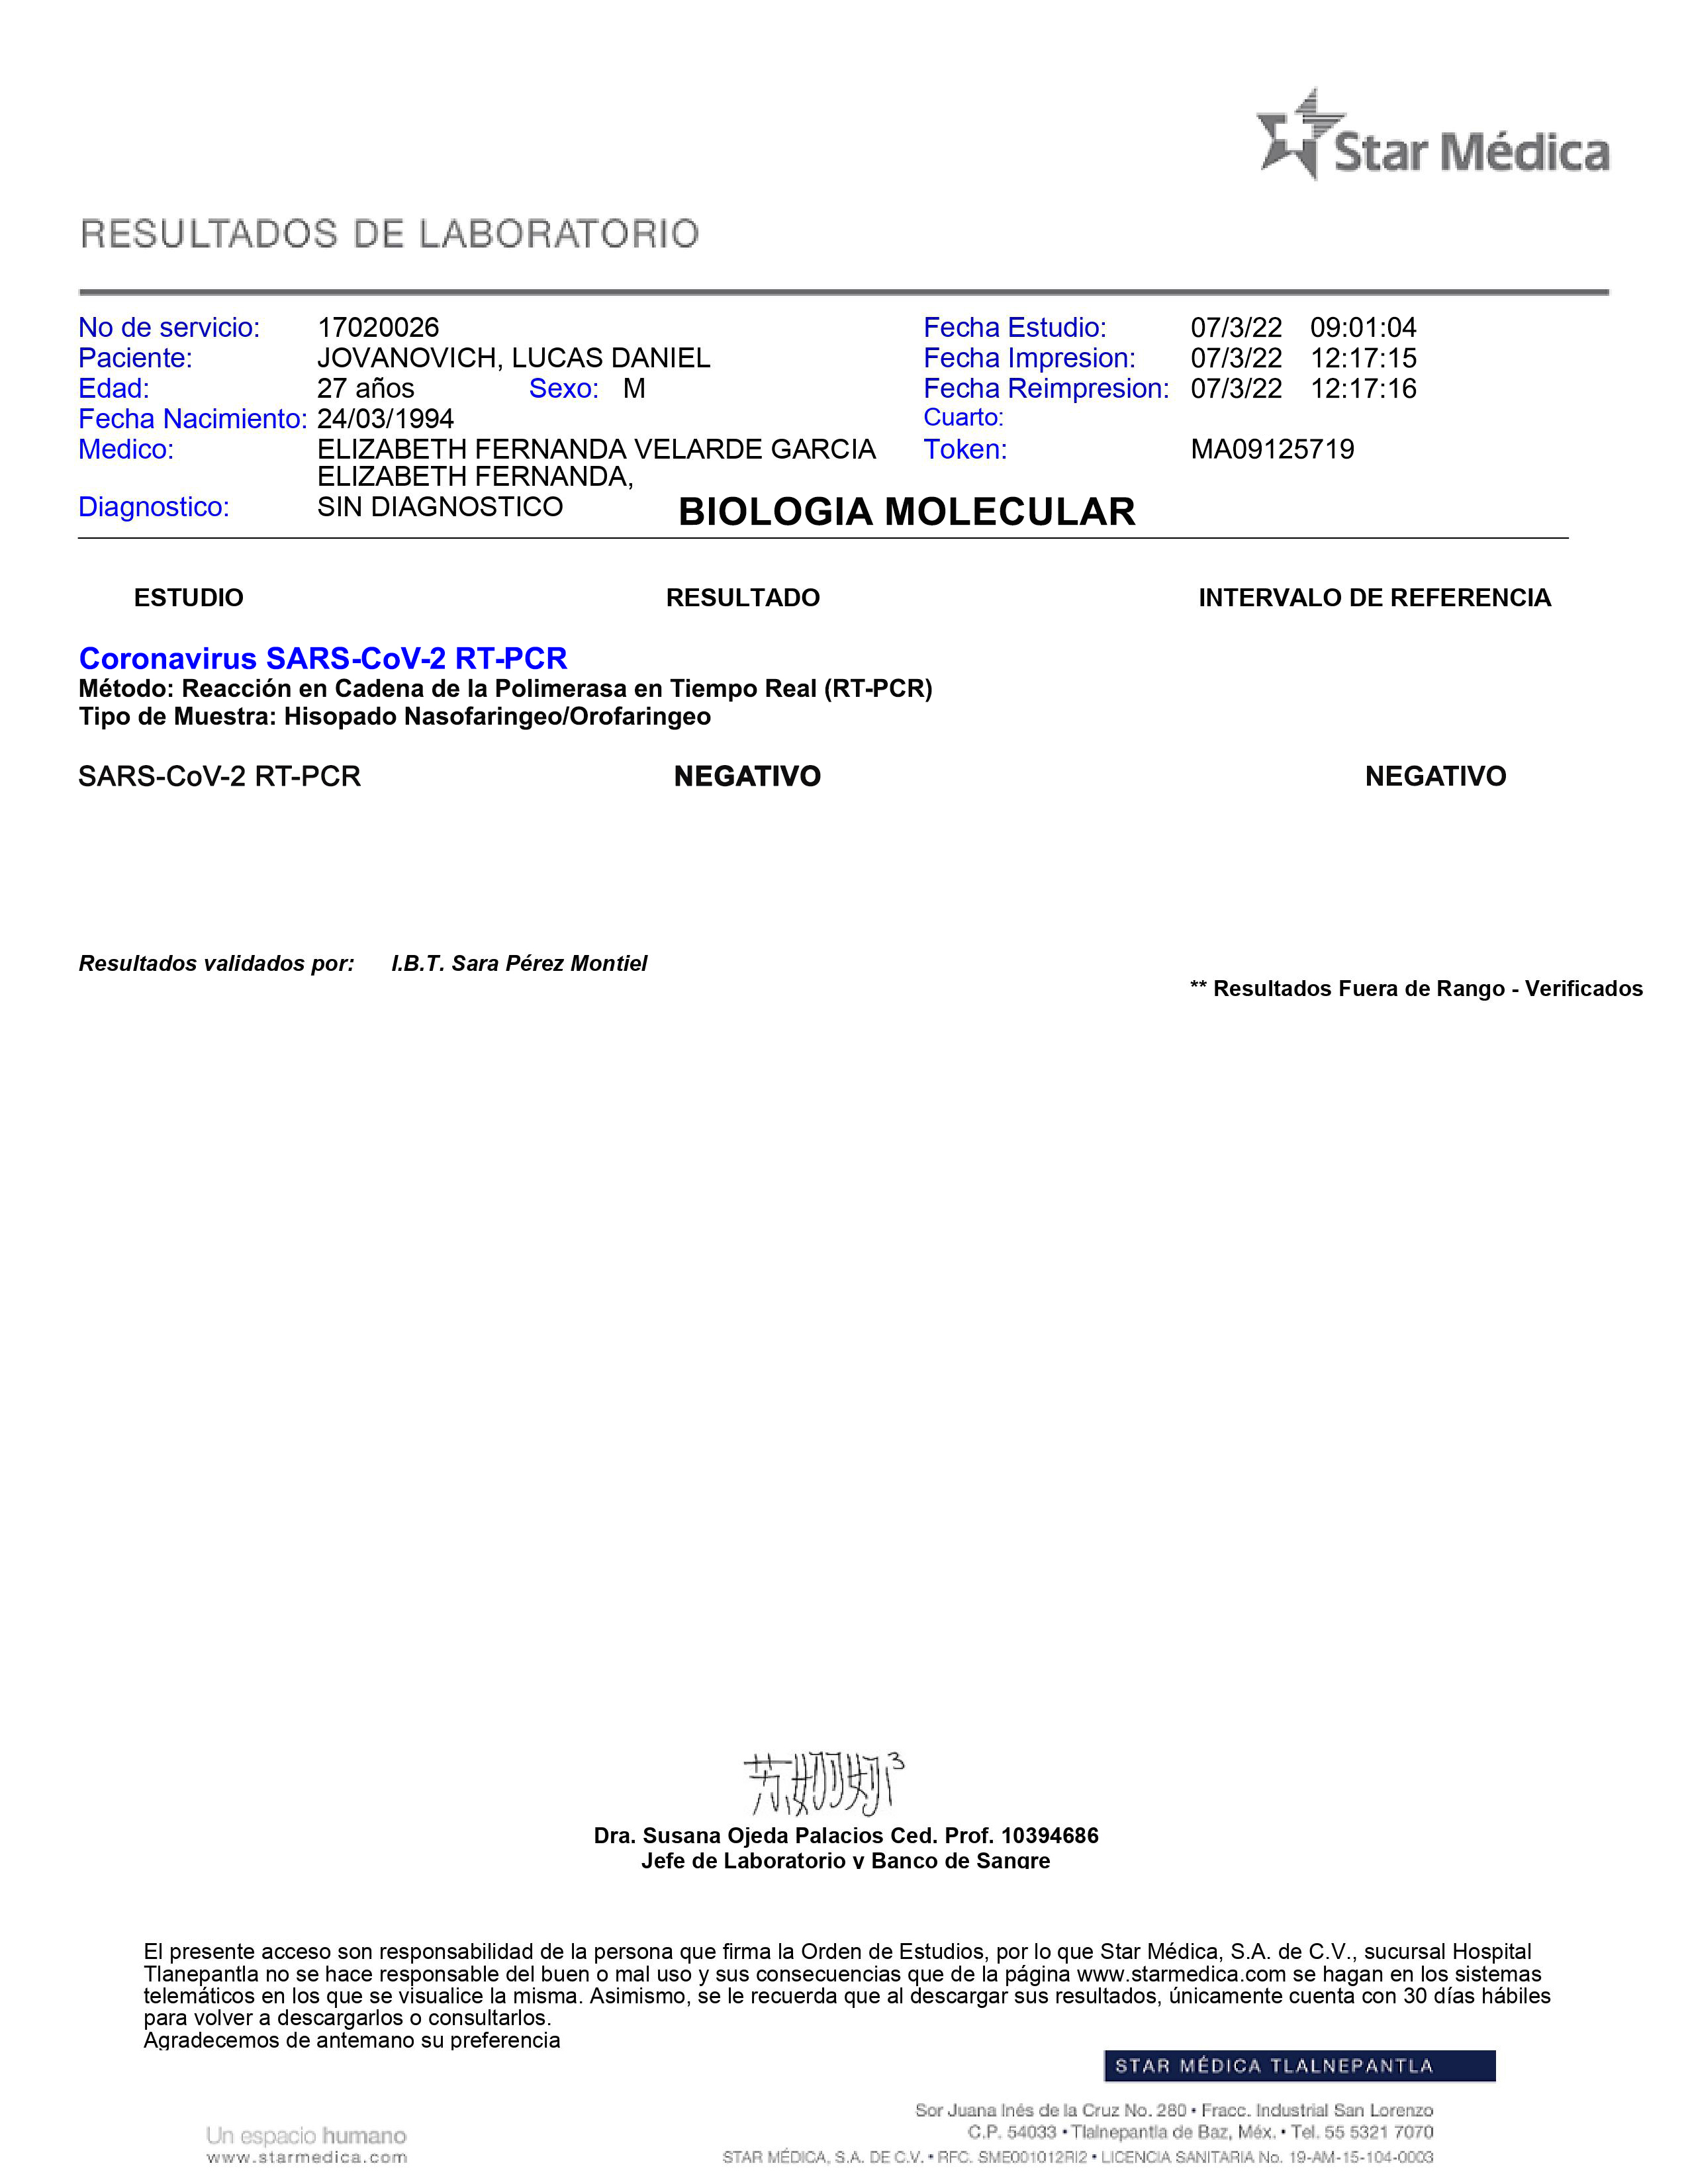 Star Médica
RESULTADOS DE LABORATORIO
No de servicio: 17020026 Fecha Estudio: 07/3/22 09:01:04
Paciente: JOVANOVICH, LUCAS DANIEL Fecha Impresion: 07/3/22 12:17:15
Edad: 27 años Sexo: M Fecha Reimpresion: 07/3/22 12:17:16
Fecha Nacimiento: 24/03/1994 Cuarto:
Medico: ELIZABETH FERNANDA VELARDE GARCIA Token: MA09125719
ELIZABETH FERNANDA,
Diagnostico: SIN DIAGNOSTICO BIOLOGIA MOLECULAR
ESTUDIO RESULTADO INTERVALO DE REFERENCIA
Coronavirus SARS-CoV-2 RT-PCR
Método: Reacción en Cadena de la Polimerasa en Tiempo Real (RT-PCR)
Tipo de Muestra: Hisopado Nasofaringeo/Orofaringeo
SARS-CoV-2 RT-PCR NEGATIVO NEGATIVO
Resultados validados por: I.B.T. Sara Pérez Montiel
** Resultados Fuera de Rango - Verificados
Dra. Susana Ojeda Palacios Ced. Prof. 10394686
Jefe de Laboratorio y Banco de Sangre
El presente acceso son responsabilidad de la persona que firma la Orden de Estudios, por lo que Star Médica, S.A. de C.V., sucursal Hospital
Tlanepantla no se hace responsable del buen o mal uso y sus consecuencias que de la página www.starmedica.com se hagan en los sistemas
telemáticos en los que se visualice la misma. Asimismo, se le recuerda que al descargar sus resultados, únicamente cuenta con 30 días hábiles
para volver a descargarlos o consultarlos.
Agradecemos de antemano su preferencia
STAR MÉDICA TLALNEPANTLA
Sor Juana Inés de la Cruz No. 280 • Fracc. Industrial San Lorenzo
Un espacio humano C.P. 54033 • Tlalnepantla de Baz, Méx. • Tel. 55 5321 7070
www.starmedica.com STAR MÉDICA, S.A. DE C.V. • RFC. SME001012RI2 • LICENCIA SANITARIA No. 19-AM-15-104-0003